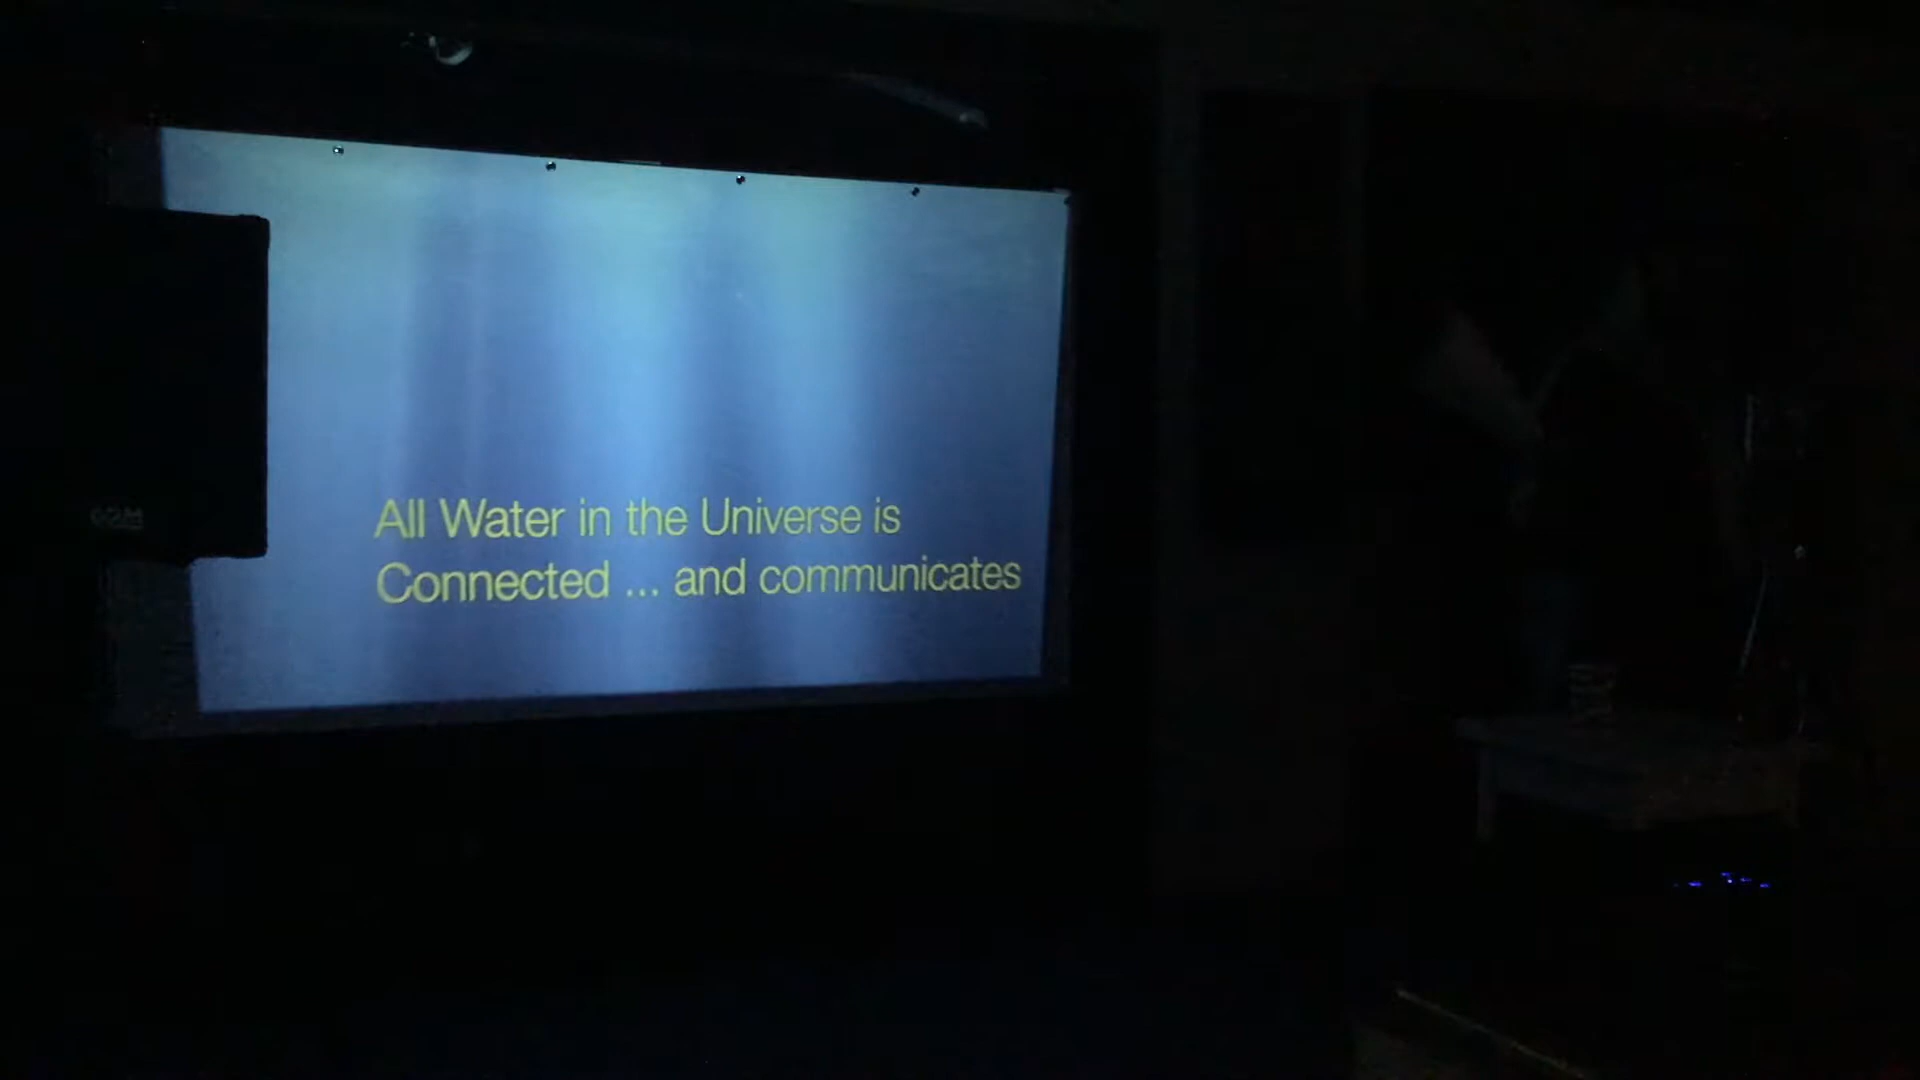 All Water in the Universe is
Connected ... and communicates